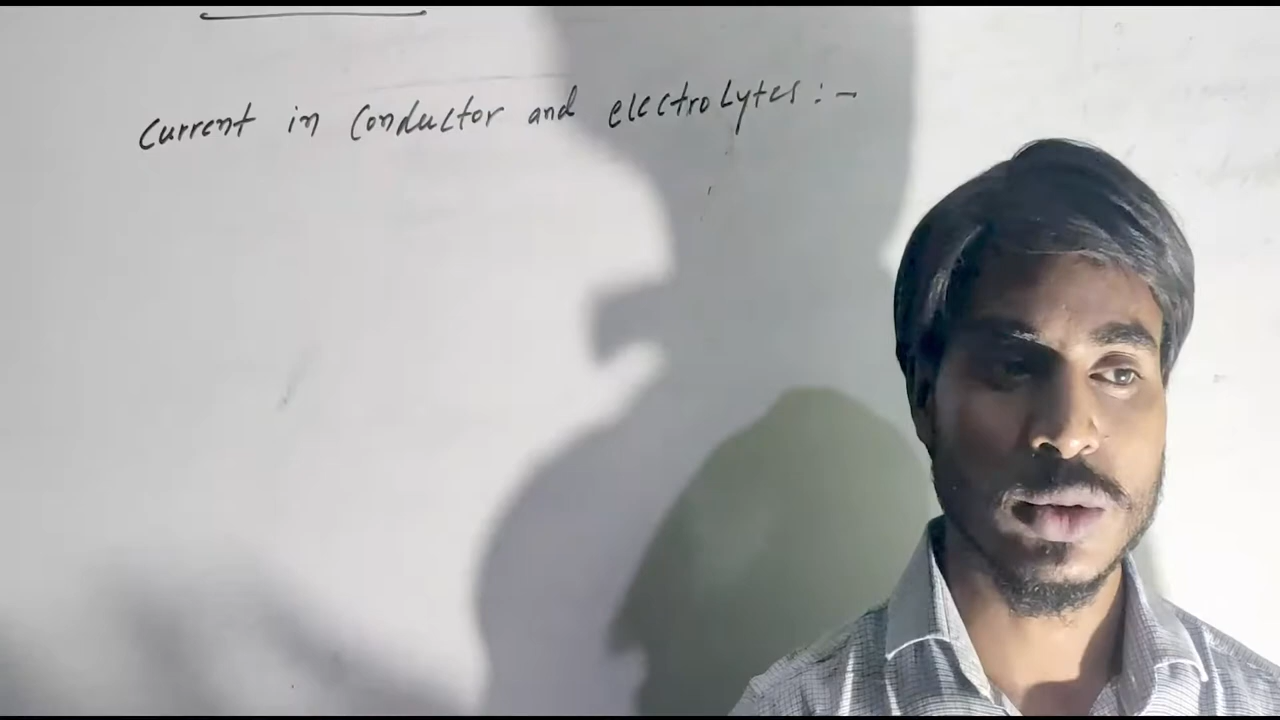 Current in Conductor and electrolytes :-